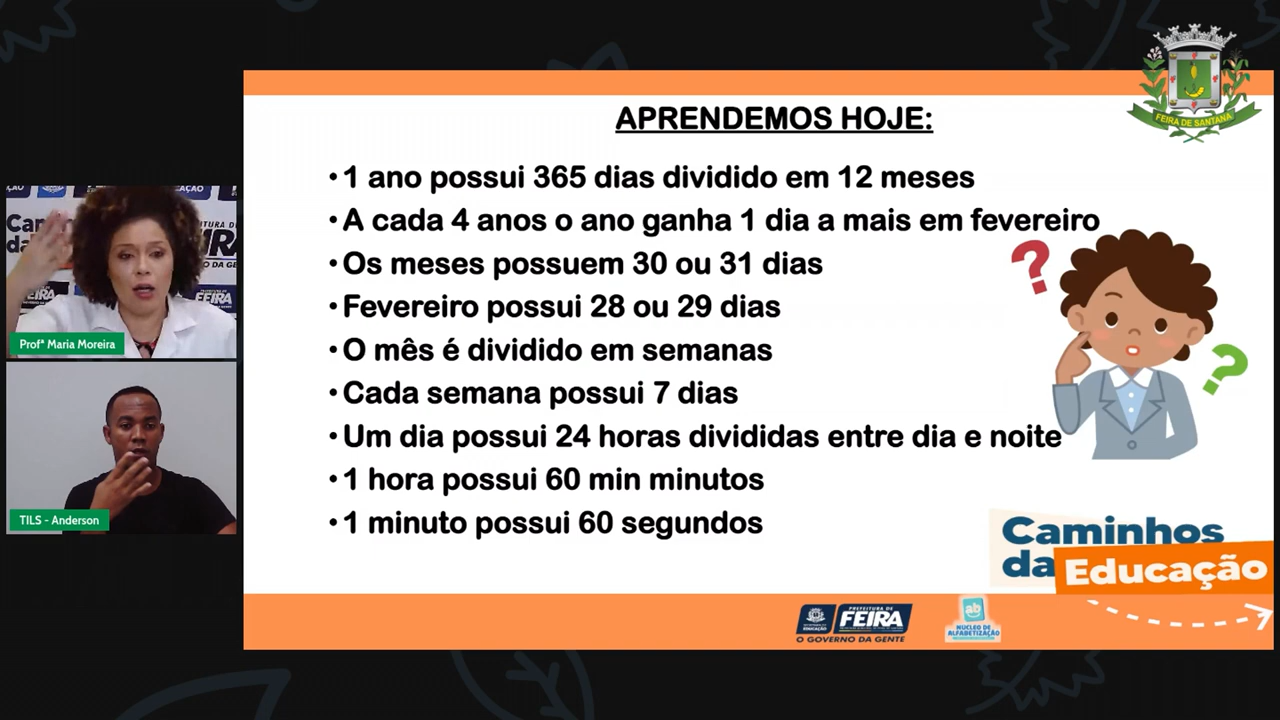 FEIRA DE SANTANA
APRENDEMOS HOJE:
• 1 ano possui 365 dias dividido em 12 meses
• A cada 4 anos o ano ganha 1 dia a mais em fevereiro
• Os meses possuem 30 ou 31 dias
• Fevereiro possui 28 ou 29 dias
• O mês é dividido em semanas
• Cada semana possui 7 dias
• Um dia possui 24 horas divididas entre dia e noite
• 1 hora possui 60 min minutos
• 1 minuto possui 60 segundos
?
?
Profª Maria Moreira
TILS - Anderson
Caminhos
da Educação
PREFEITURA DE
FEIRA
EDUCAÇÃO
O GOVERNO DA GENTE
ab
NÚCLEO DE
ALFABETIZAÇÃO